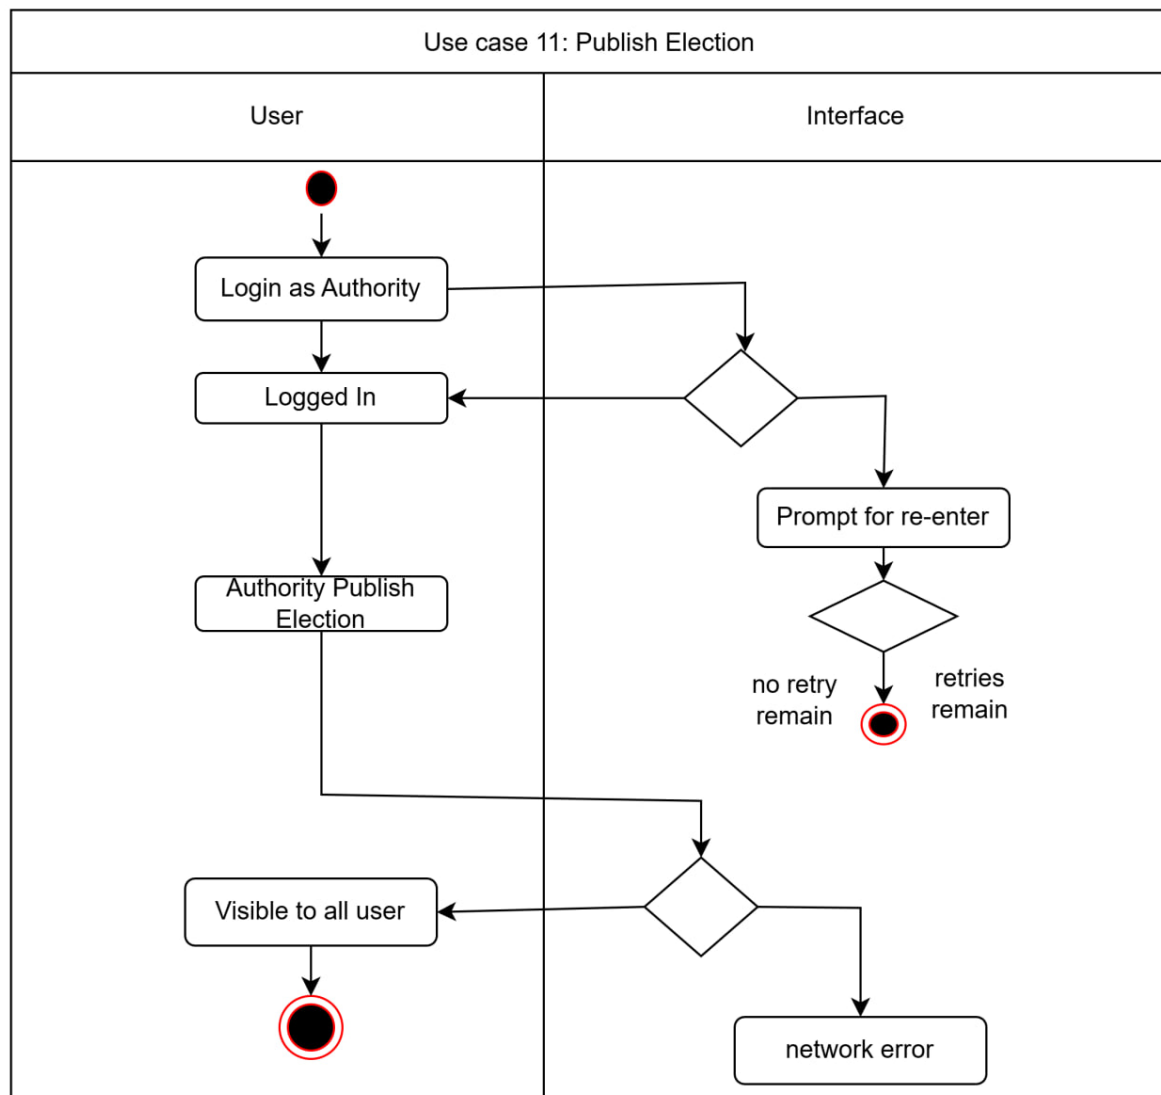 Use case 11: Publish Election
User
Interface
Login as Authority
Logged In
Prompt for re-enter
Authority Publish
Election
no retry
remain
retries
remain
Visible to all user
network error